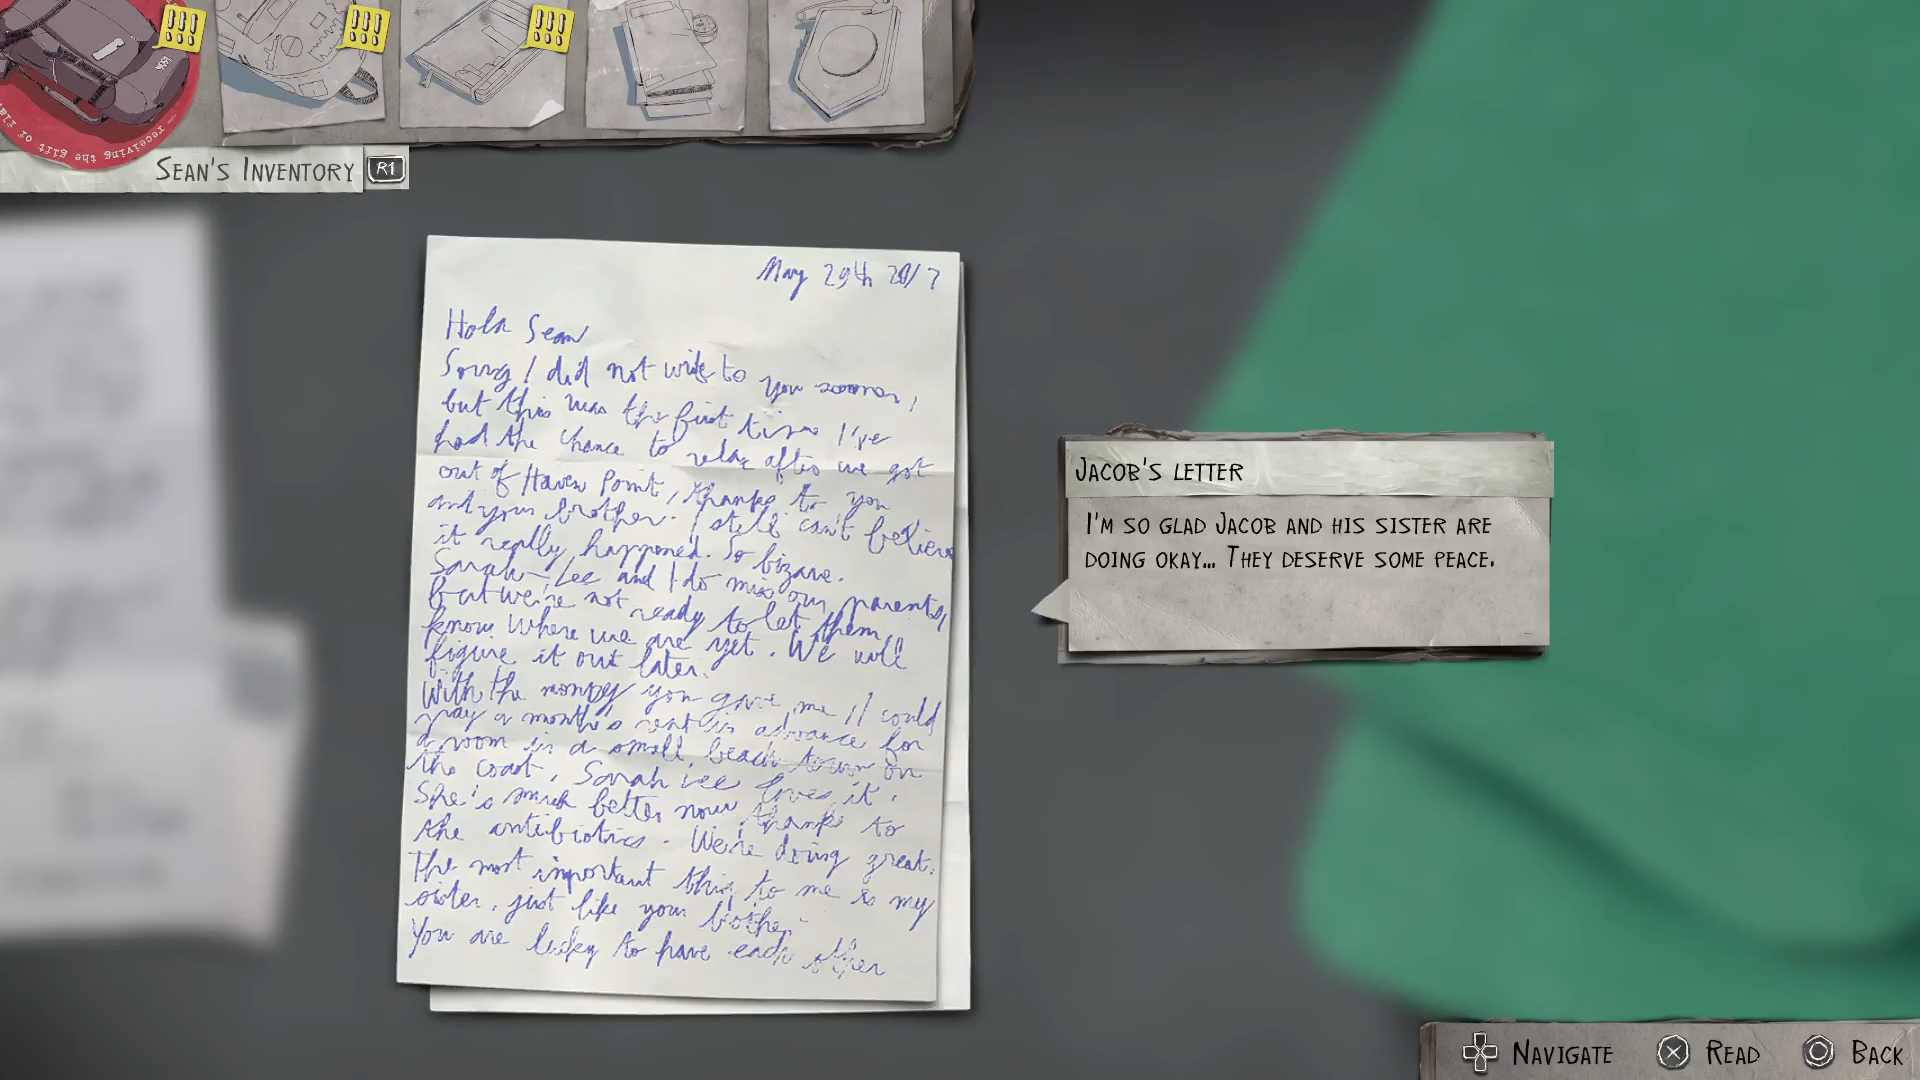 receiving the gift of flat
SEAN'S INVENTORY R1
May 29th 2017
Hola Sean
Sorry I did not write to you sooner,
but this was the first time I've
had the chance to relax after we got
out of Haven Point, thanks to you
and your brother. I still can't believe
it really happened. So bizare.
Sarah-Lee and I do miss our parents,
but we're not ready to let them
know where we are yet. We will
figure it out later.
With the money you gave me, I could
pay a month's rent in advance for
a room in a small beach town on
the coast. Sarah Lee loves it.
She's much better now thanks to
the antibiotics. We're doing great.
The most important thing to me is my
sister, just like your brother.
You are lucky to have each other
JACOB'S LETTER
I'M SO GLAD JACOB AND HIS SISTER ARE
DOING OKAY... THEY DESERVE SOME PEACE.
NAVIGATE READ BACK